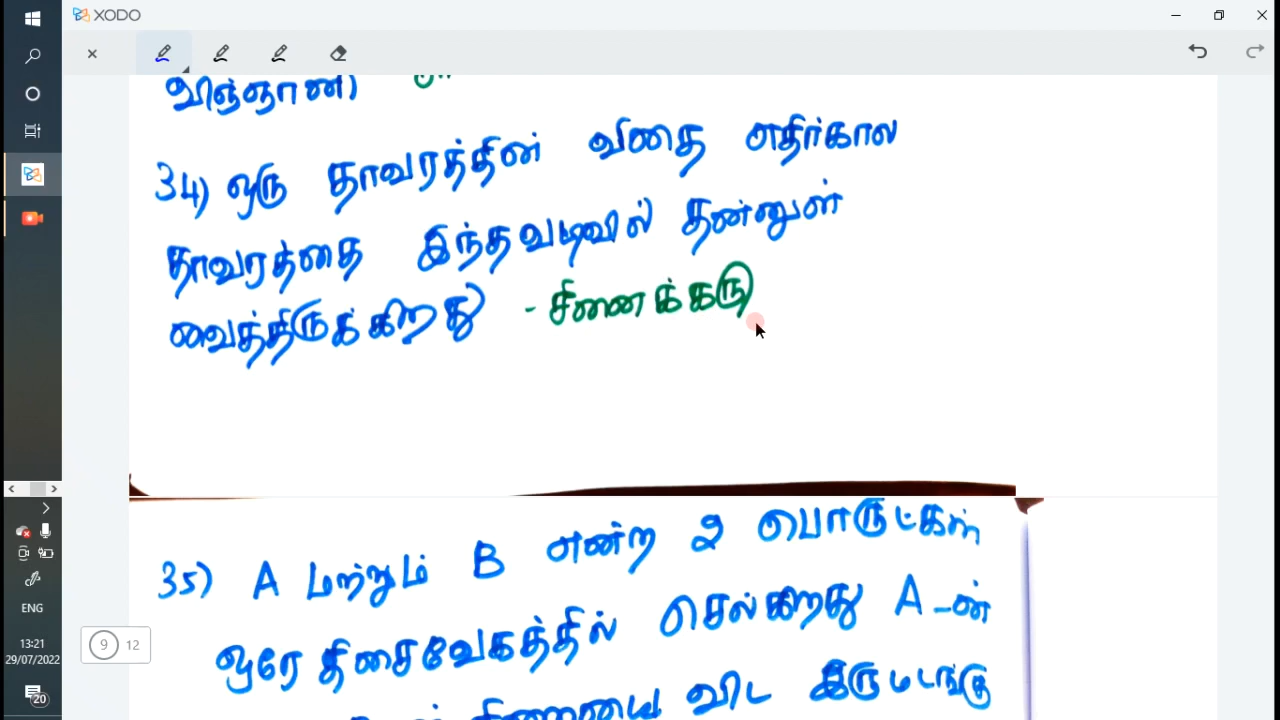 XODO
விஞ்ஞானி)
34) ஒரு தாவரத்தின் விதை எதிர்கால
தாவரத்தை இந்தவடிவில் தன்னுள்
வைத்திருக்கிறது - சினைக்கரு
35) A மற்றும் B என்ற 2 பொருட்கள்
ஒரே திசைவேகத்தில் செல்கிறது A-ன்
விட இருமடங்கு
9 12
ENG
13:21
29/07/2022
20